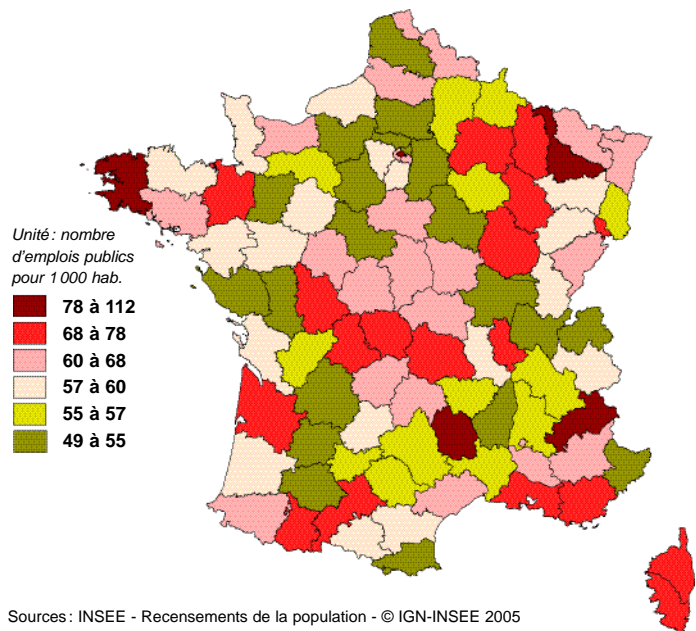 Unité : nombre
d'emplois publics
pour 1 000 hab.
78 à 112
68 à 78
60 à 68
57 à 60
55 à 57
49 à 55
Sources : INSEE - Recensements de la population - © IGN-INSEE 2005